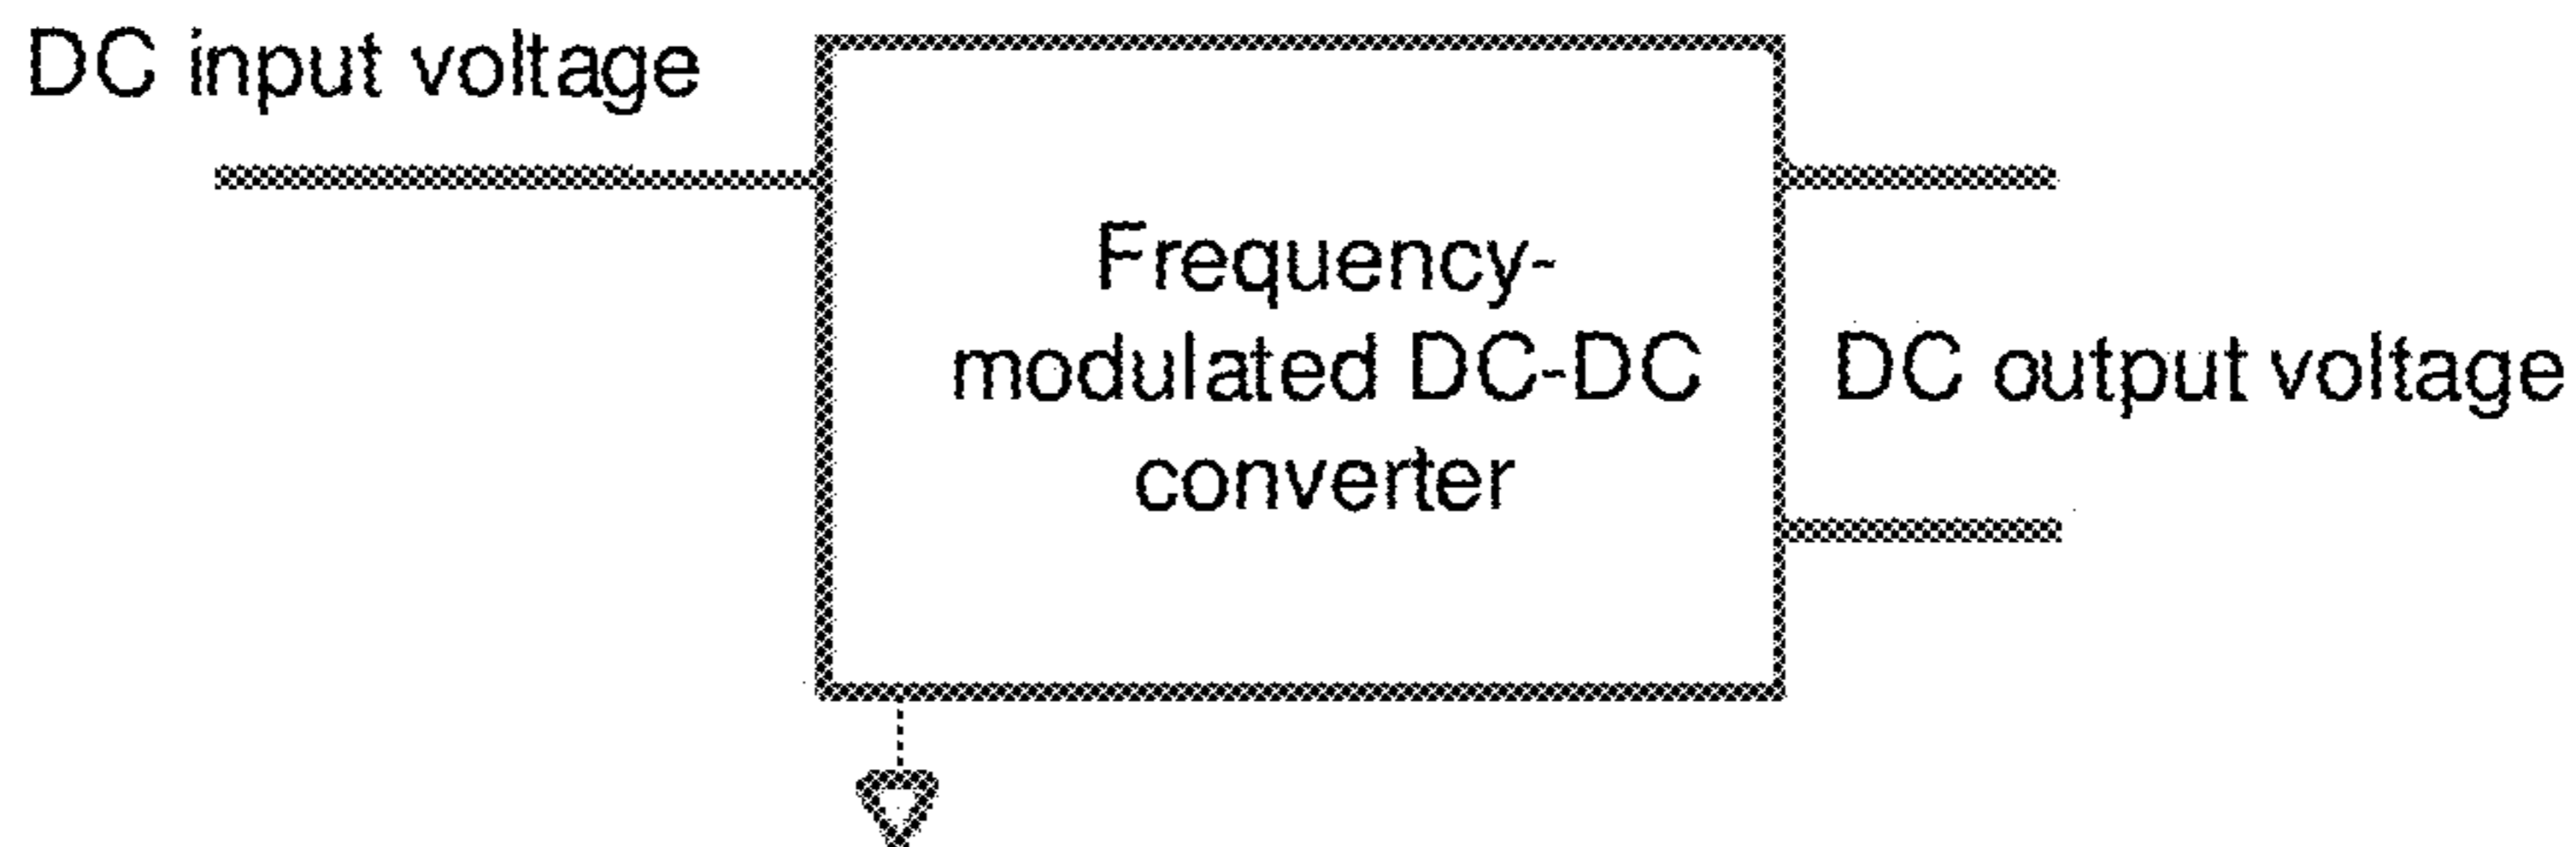 DC input voltage
Frequency-
modulated DC-DC
converter
DC output voltage